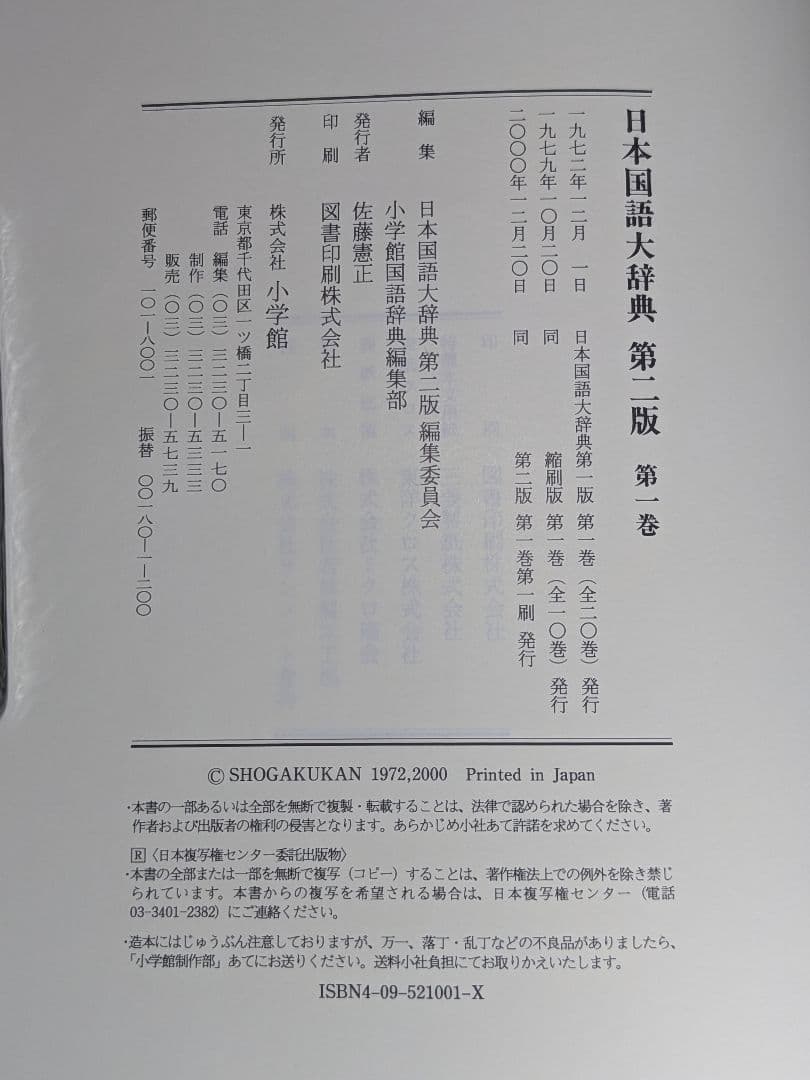 日本国語大辞典 第二版 第一巻
一九七二年一二月 一日 日本国語大辞典第一版 第一巻（全二〇巻）発行
一九七九年一〇月二〇日 同 縮刷版 第一巻（全一〇巻）発行
二〇〇〇年一二月二〇日 同 第二版 第一巻第一刷 発行
編集 日本国語大辞典 第二版 編集委員会
小学館国語辞典編集部
発行者 佐藤憲正
印刷 図書印刷株式会社
発行所 株式会社 小学館
東京都千代田区一ツ橋二丁目三―一
電話 編集（〇三）三二三〇―五一七〇
制作（〇三）三二三〇―五三三三
販売（〇三）三二三〇―五七三九
郵便番号 一〇一―八〇〇一 振替 〇〇一八〇―一―二〇〇
© SHOGAKUKAN 1972,2000 Printed in Japan
・本書の一部あるいは全部を無断で複製・転載することは、法律で認められた場合を除き、著
作者および出版者の権利の侵害となります。あらかじめ小社あて許諾を求めてください。
R〈日本複写権センター委託出版物〉
・本書の全部または一部を無断で複写（コピー）することは、著作権法上での例外を除き禁じ
られています。本書からの複写を希望される場合は、日本複写権センター（電話
03-3401-2382）にご連絡ください。
・造本にはじゅうぶん注意しておりますが、万一、落丁・乱丁などの不良品がありましたら、
「小学館制作部」あてにお送りください。送料小社負担にてお取りかえいたします。
ISBN4-09-521001-X